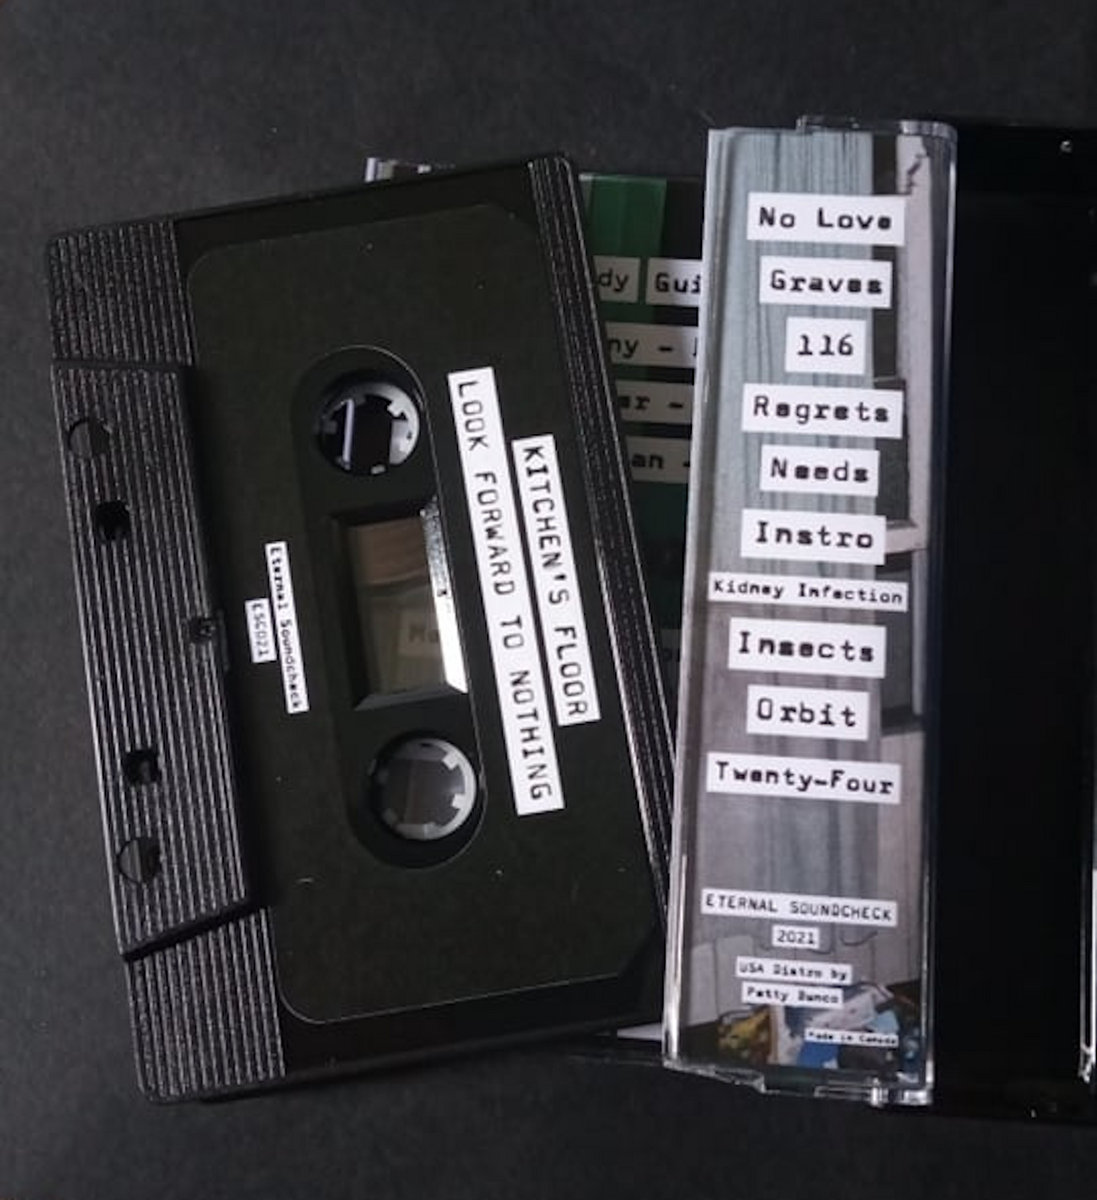 KITCHEN'S FLOOR
LOOK FORWARD TO NOTHING
Eternal Soundcheck
ESC021
No Love
Graves
116
Regrets
Needs
Instro
Kidney Infection
Insects
Orbit
Twenty-Four
ETERNAL SOUNDCHECK
2021
USA Distro by
Petty Bunco
Made in Canada